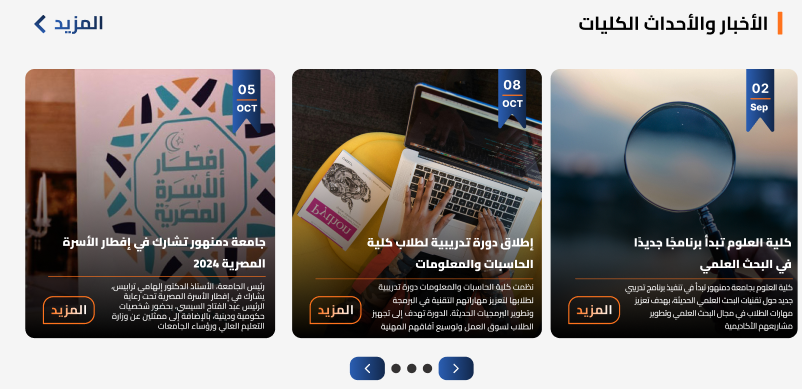 الأخبار والأحداث الكليات
المزيد
02
Sep
كلية العلوم تبدأ برنامجًا جديدًا
في البحث العلمي
كلية العلوم بجامعة دمنهور تبدأ في تنفيذ برنامج تدريبي
جديد حول تقنيات البحث العلمي الحديثة، بهدف تعزيز
مهارات الطلاب في مجال البحث العلمي وتطوير
مشاريعهم الأكاديمية
المزيد
08
OCT
إطلاق دورة تدريبية لطلاب كلية
الحاسبات والمعلومات
نظمت كلية الحاسبات والمعلومات دورة تدريبية
لطلابها لتعزيز مهاراتهم التقنية في البرمجة
وتطوير البرمجيات الحديثة. الدورة تهدف إلى تجهيز
الطلاب لسوق العمل وتوسيع آفاقهم المهنية
المزيد
05
OCT
إفطار
الأسرة
المصرية
جامعة دمنهور تشارك في إفطار الأسرة
المصرية 2024
رئيس الجامعة، الأستاذ الدكتور إلهامي ترابيس،
يشارك في إفطار الأسرة المصرية تحت رعاية
الرئيس عبد الفتاح السيسي، بحضور شخصيات
حكومية ودينية، بالإضافة إلى ممثلين عن وزارة
التعليم العالي ورؤساء الجامعات
المزيد